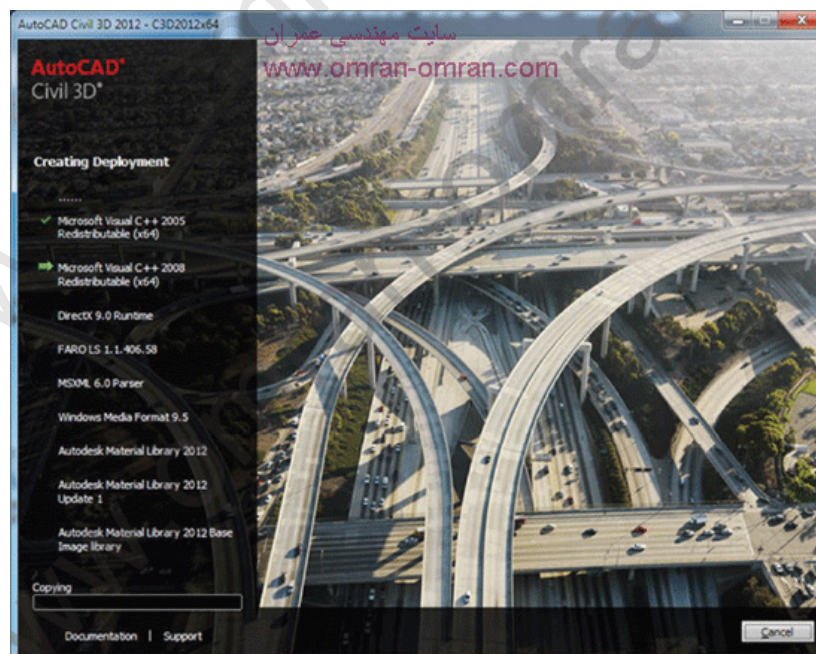 AutoCAD Civil 3D 2012 - C3D2012x64
سایت مهندسی عمران
www.omran-omran.com
AutoCAD®
Civil 3D®
Creating Deployment
......
Microsoft Visual C++ 2005
Redistributable (x64)
Microsoft Visual C++ 2008
Redistributable (x64)
DirectX 9.0 Runtime
FARO LS 1.1.406.58
MSXML 6.0 Parser
Windows Media Format 9.5
Autodesk Material Library 2012
Autodesk Material Library 2012
Update 1
Autodesk Material Library 2012 Base
Image library
Copying
Documentation | Support
Cancel